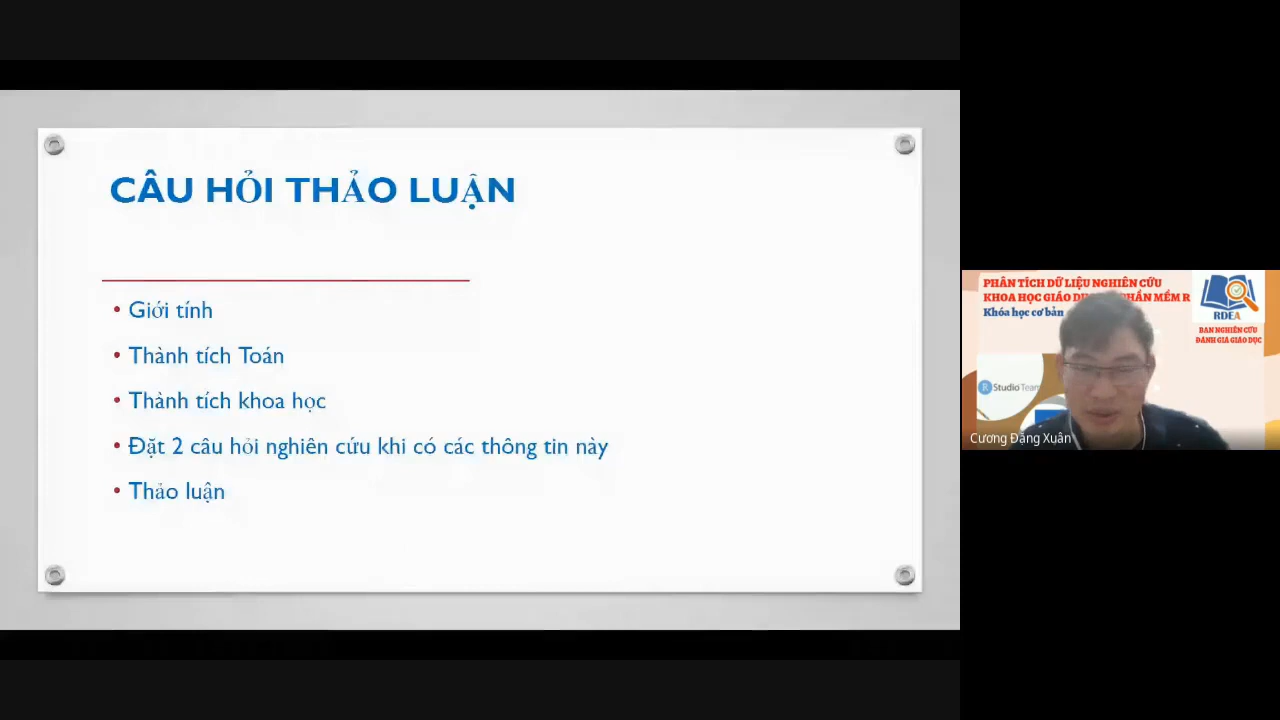 CÂU HỎI THẢO LUẬN
• Giới tính
• Thành tích Toán
• Thành tích khoa học
• Đặt 2 câu hỏi nghiên cứu khi có các thông tin này
• Thảo luận
PHÂN TÍCH DỮ LIỆU NGHIÊN CỨU
KHOA HỌC GIÁO DỤC PHẦN MỀM R
Khóa học cơ bản
RDEA
BAN NGHIÊN CỨU
ĐÁNH GIÁ GIÁO DỤC
R Studio Team
Cương Đặng Xuân